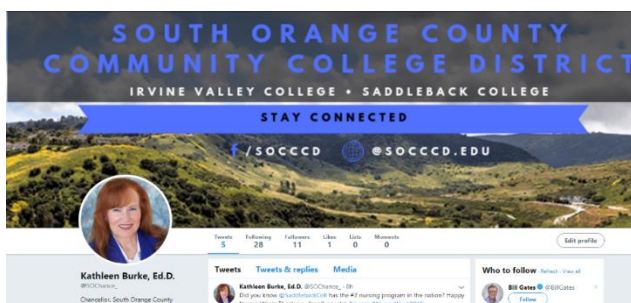 SOUTH ORANGE COUNTY
COMMUNITY COLLEGE DISTRICT
IRVINE VALLEY COLLEGE • SADDLEBACK COLLEGE
STAY CONNECTED
/SOCCCD @SOCCCD.EDU
Tweets Following Followers Likes Lists Moments
5 28 11 1 0 0
Edit profile
Kathleen Burke, Ed.D.
@SOChance_
Chancellor, South Orange County
Tweets Tweets & replies Media
Kathleen Burke, Ed.D. @SOChance_ · 8h
Did you know @SaddlebackColl has the #2 nursing program in the nation? Happy
Who to follow Refresh · View all
Bill Gates @BillGates
Follow